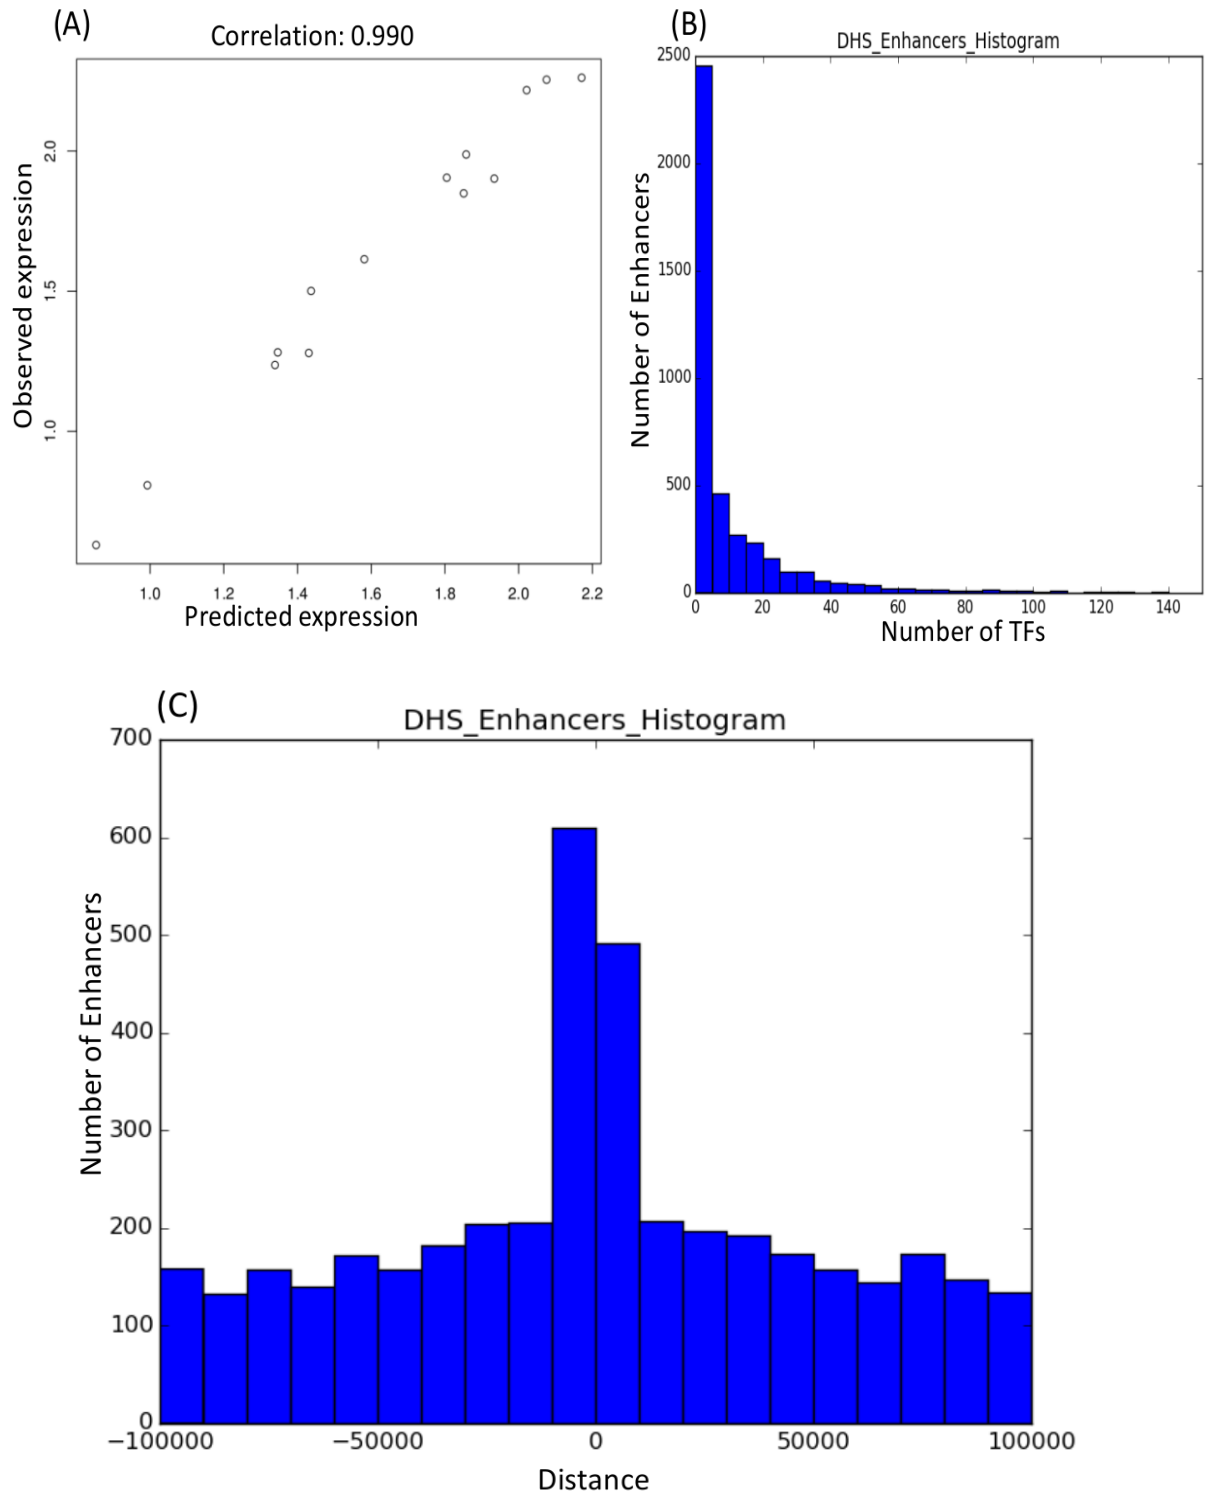 (A)
Correlation: 0.990
Observed expression
2.0
1.5
1.0
1.0 1.2 1.4 1.6 1.8 2.0 2.2
Predicted expression
(B)
DHS_Enhancers_Histogram
Number of Enhancers
2500
2000
1500
1000
500
0
0 20 40 60 80 100 120 140
Number of TFs
(C)
DHS_Enhancers_Histogram
Number of Enhancers
700
600
500
400
300
200
100
0
−100000 −50000 0 50000 100000
Distance